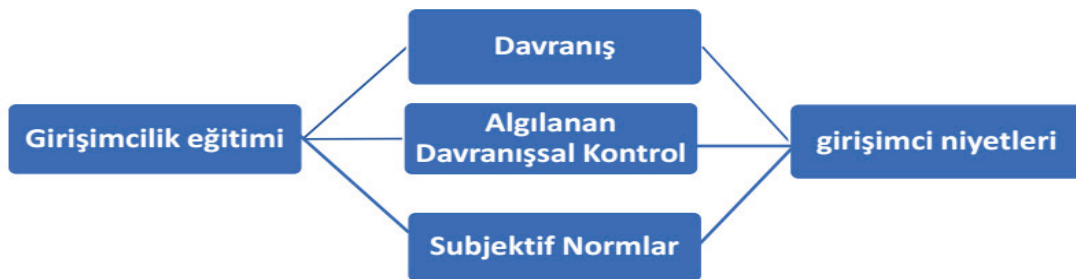 Davranış
Girişimcilik eğitimi
Algılanan
Davranışsal Kontrol
girişimci niyetleri
Subjektif Normlar